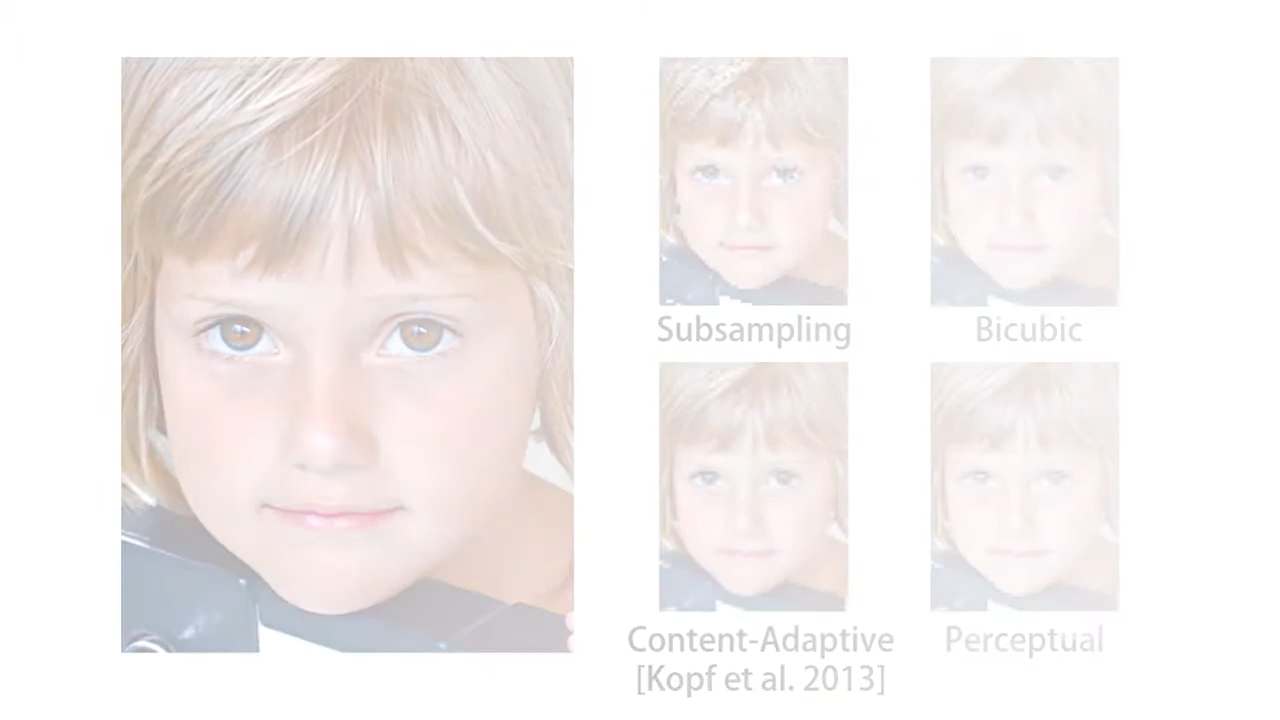 Subsampling
Bicubic
Content-Adaptive
[Kopf et al. 2013]
Perceptual